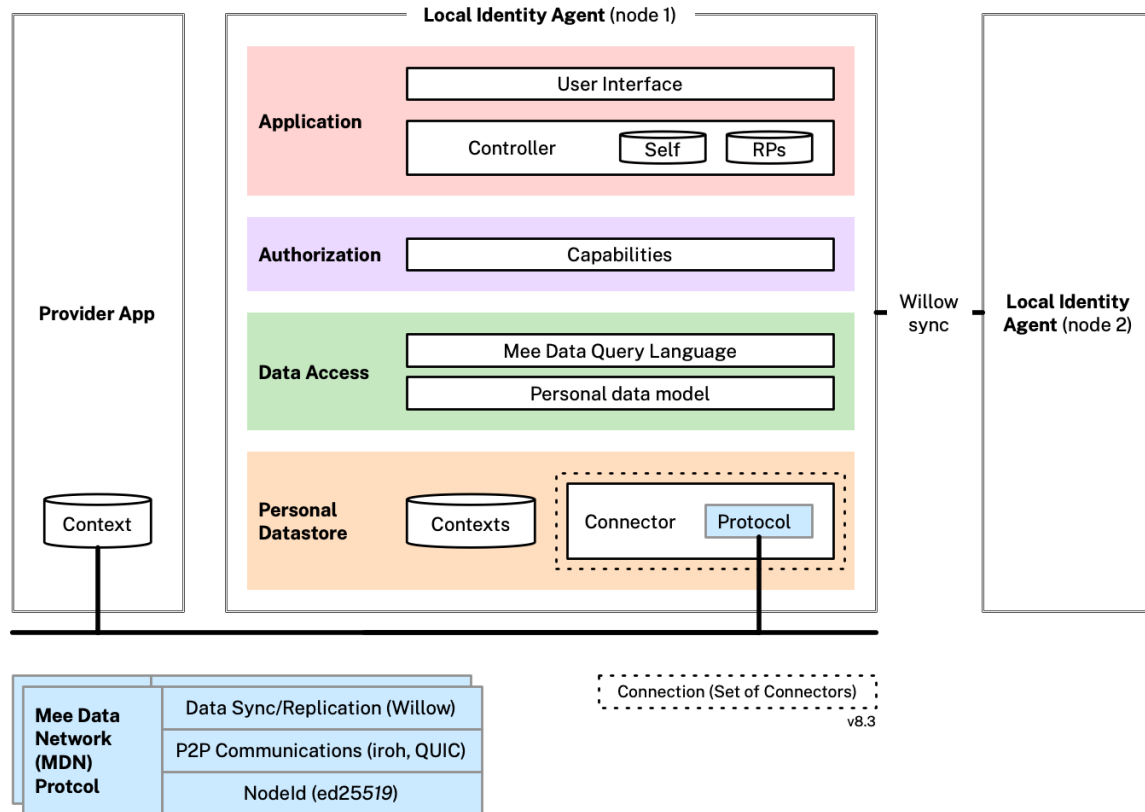 Local Identity Agent (node 1)
User Interface
Application
Controller
Self
RPs
Authorization
Capabilities
Provider App
Willow
sync
Local Identity
Agent (node 2)
Mee Data Query Language
Data Access
Personal data model
Context
Personal
Datastore
Contexts
Connector
Protocol
Mee Data
Network
(MDN)
Protcol
Data Sync/Replication (Willow)
P2P Communications (iroh, QUIC)
NodeId (ed25519)
Connection (Set of Connectors)
v8.3